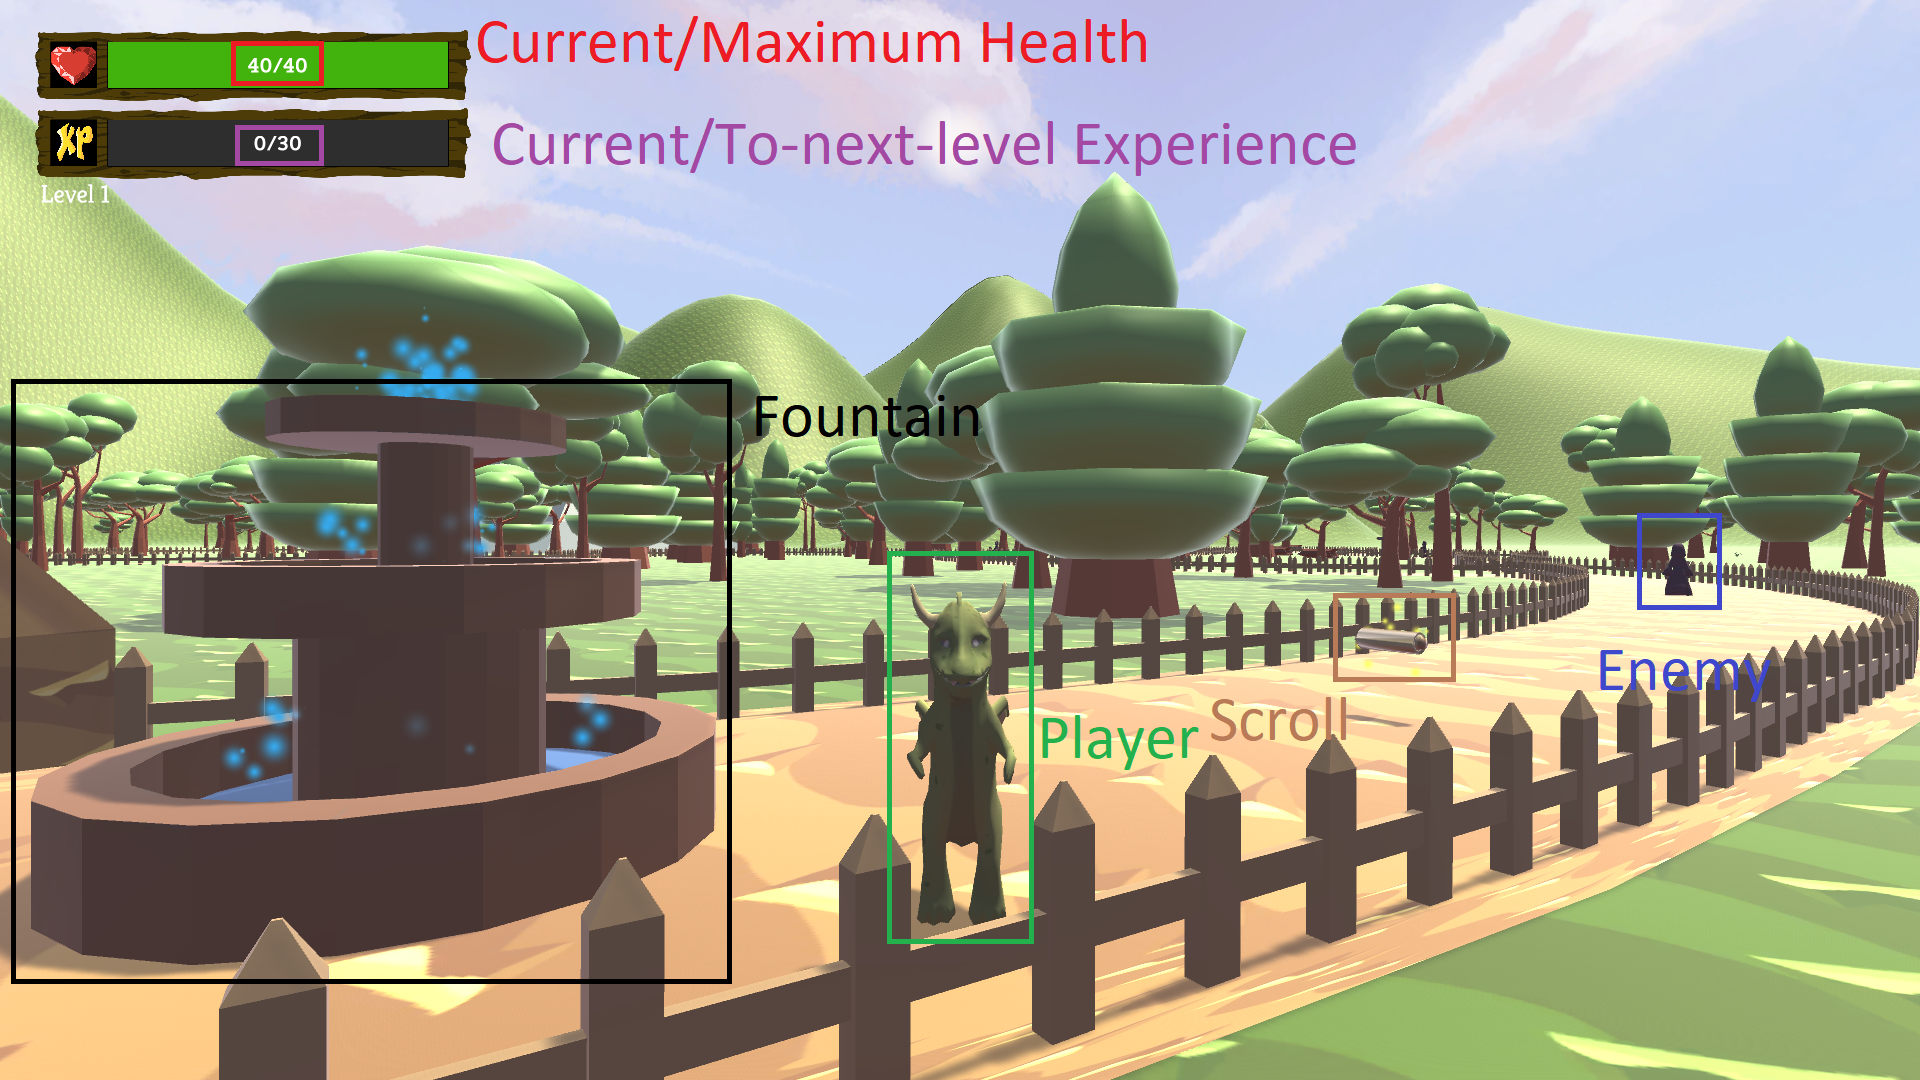 40/40
Current/Maximum Health
XP
0/30
Current/To-next-level Experience
Level 1
Fountain
Enemy
Player
Scroll